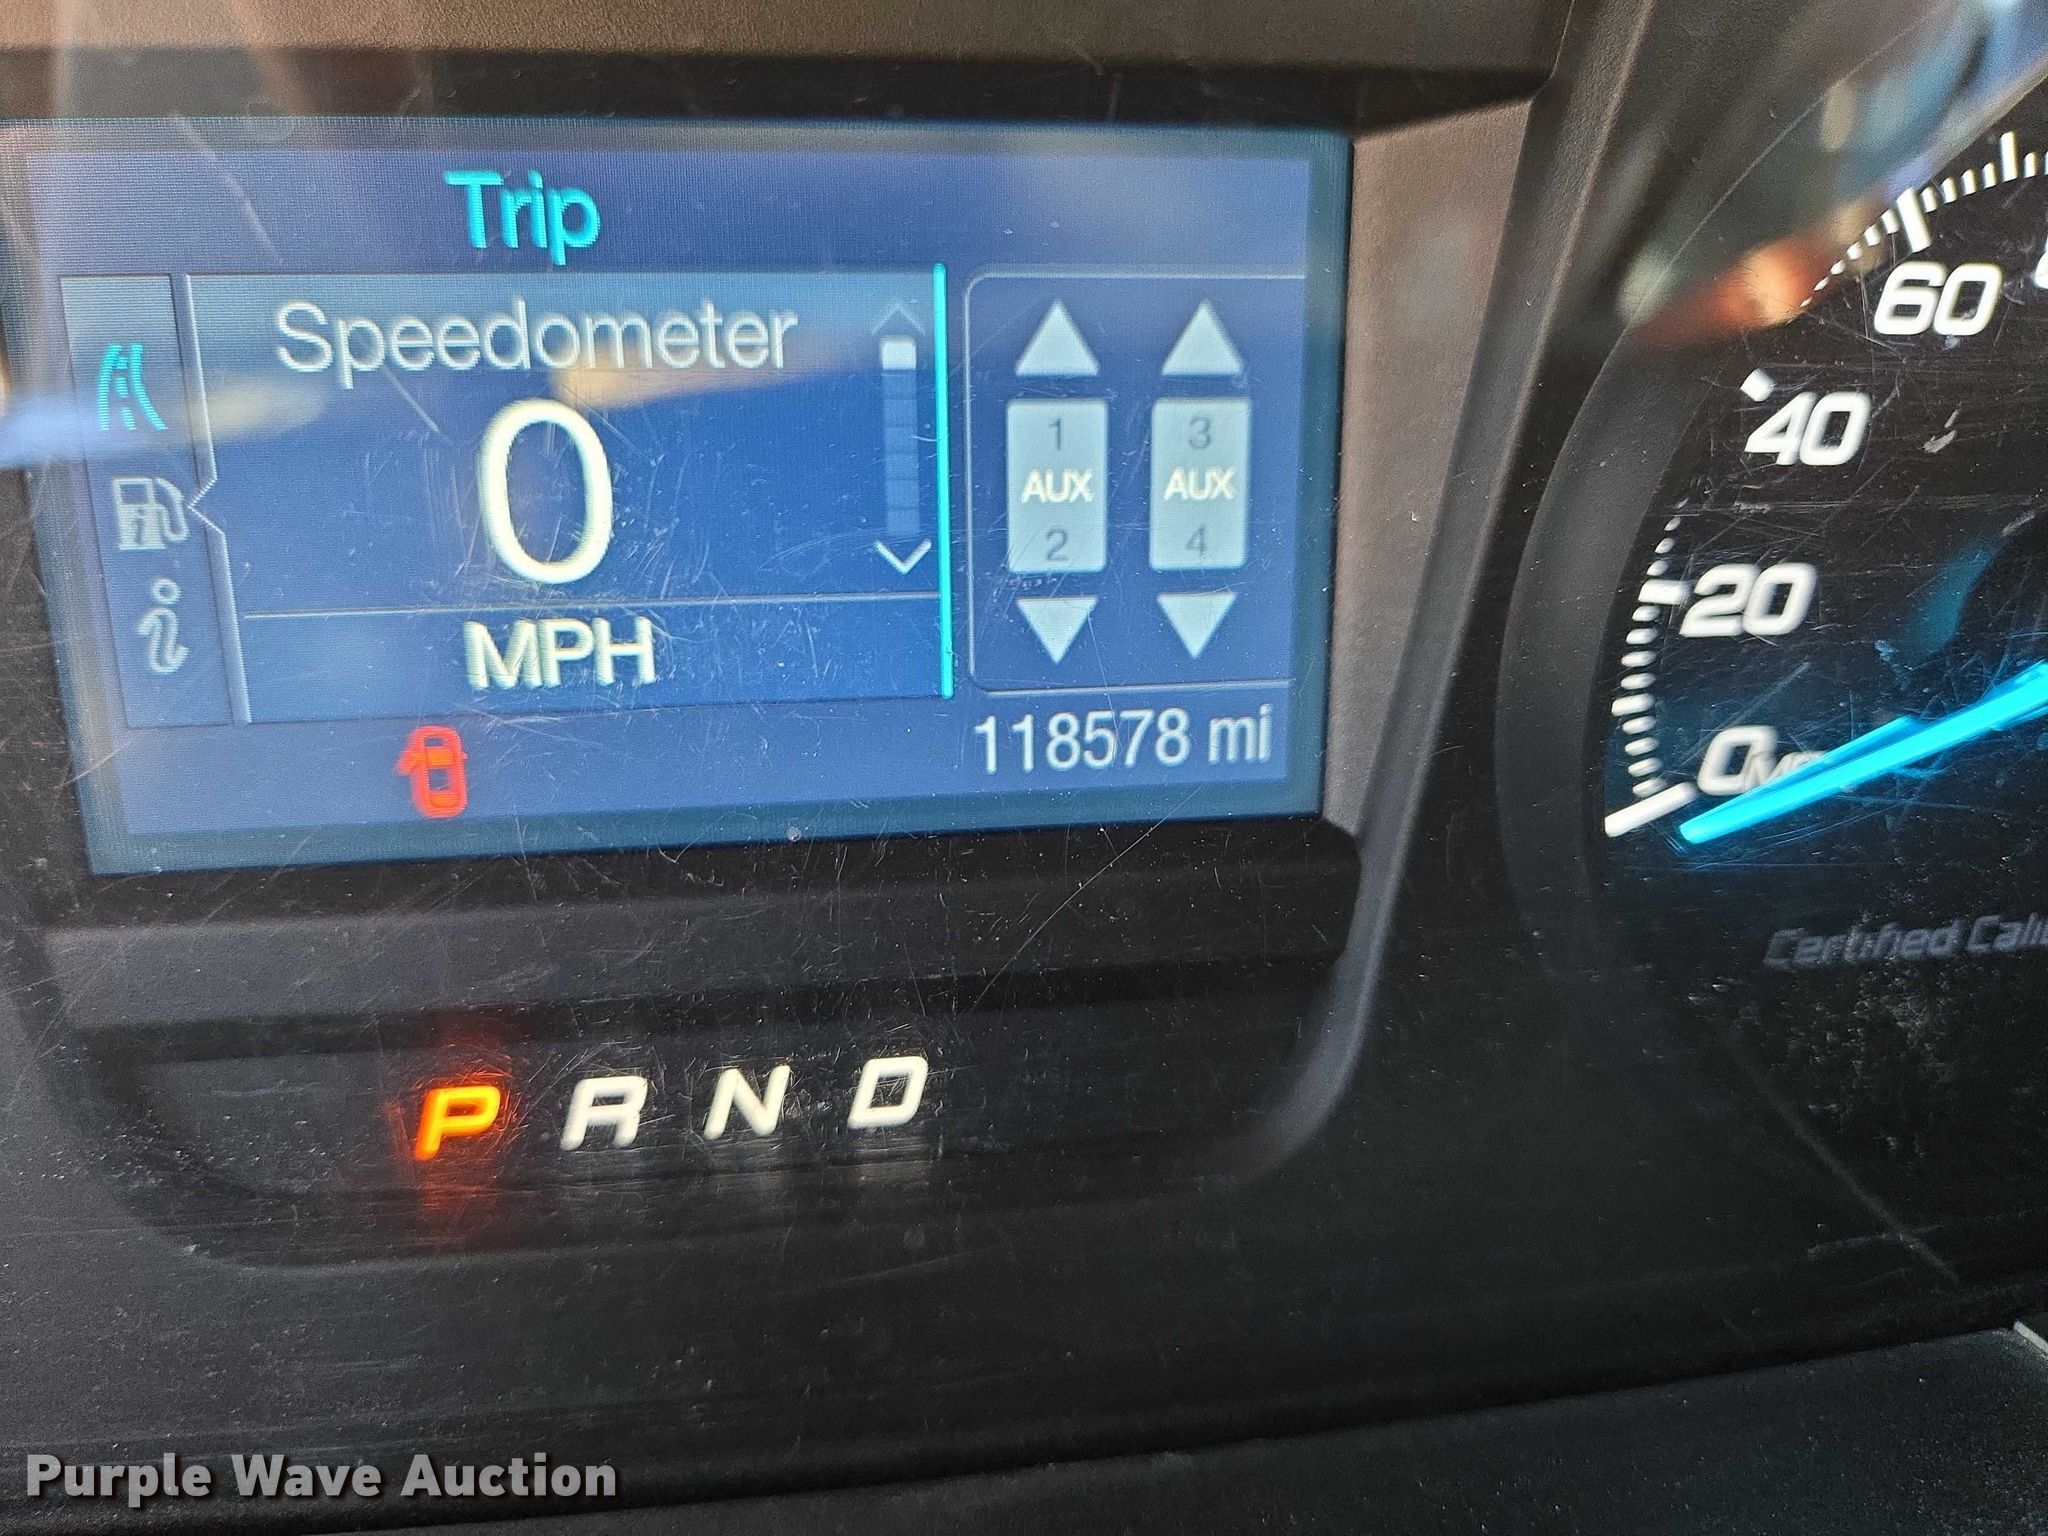 Trip
Speedometer
0
MPH
1
AUX
2
3
AUX
4
118578 mi
60
40
20
0
Certified
P R N D
Purple Wave Auction